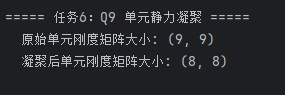 ===== 任务6：Q9 单元静力凝聚 =====
原始单元刚度矩阵大小: (9, 9)
凝聚后单元刚度矩阵大小: (8, 8)